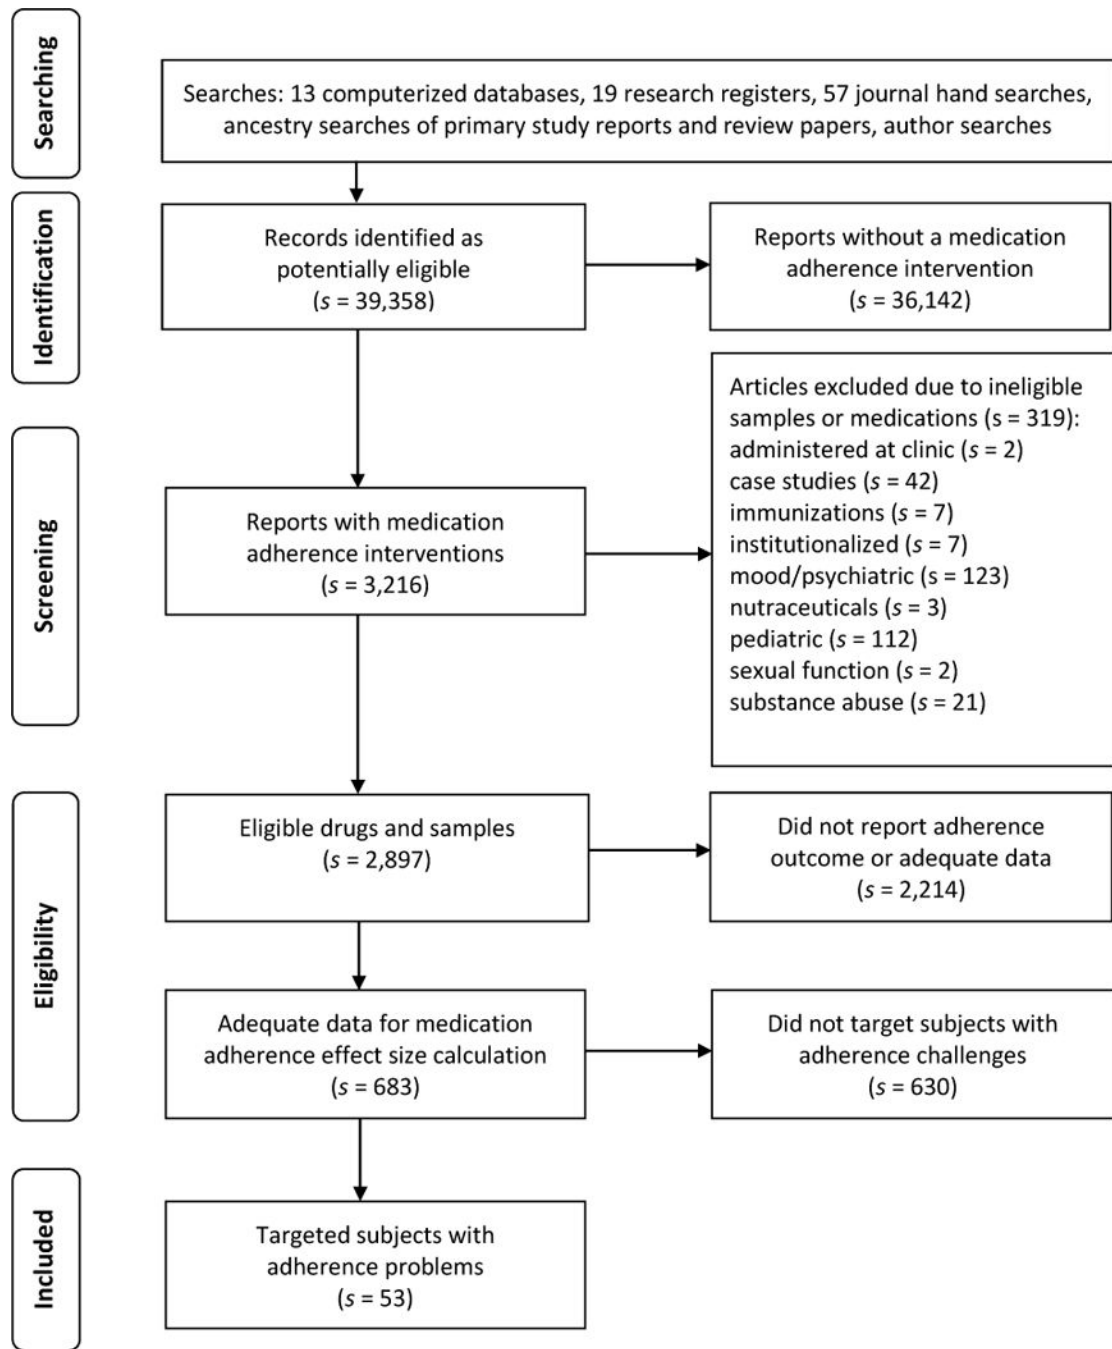 Searching
Searches: 13 computerized databases, 19 research registers, 57 journal hand searches,
ancestry searches of primary study reports and review papers, author searches
Identification
Records identified as
potentially eligible
(s = 39,358)
Reports without a medication
adherence intervention
(s = 36,142)
Screening
Reports with medication
adherence interventions
(s = 3,216)
Articles excluded due to ineligible
samples or medications (s = 319):
administered at clinic (s = 2)
case studies (s = 42)
immunizations (s = 7)
institutionalized (s = 7)
mood/psychiatric (s = 123)
nutraceuticals (s = 3)
pediatric (s = 112)
sexual function (s = 2)
substance abuse (s = 21)
Eligibility
Eligible drugs and samples
(s = 2,897)
Did not report adherence
outcome or adequate data
(s = 2,214)
Adequate data for medication
adherence effect size calculation
(s = 683)
Did not target subjects with
adherence challenges
(s = 630)
Included
Targeted subjects with
adherence problems
(s = 53)